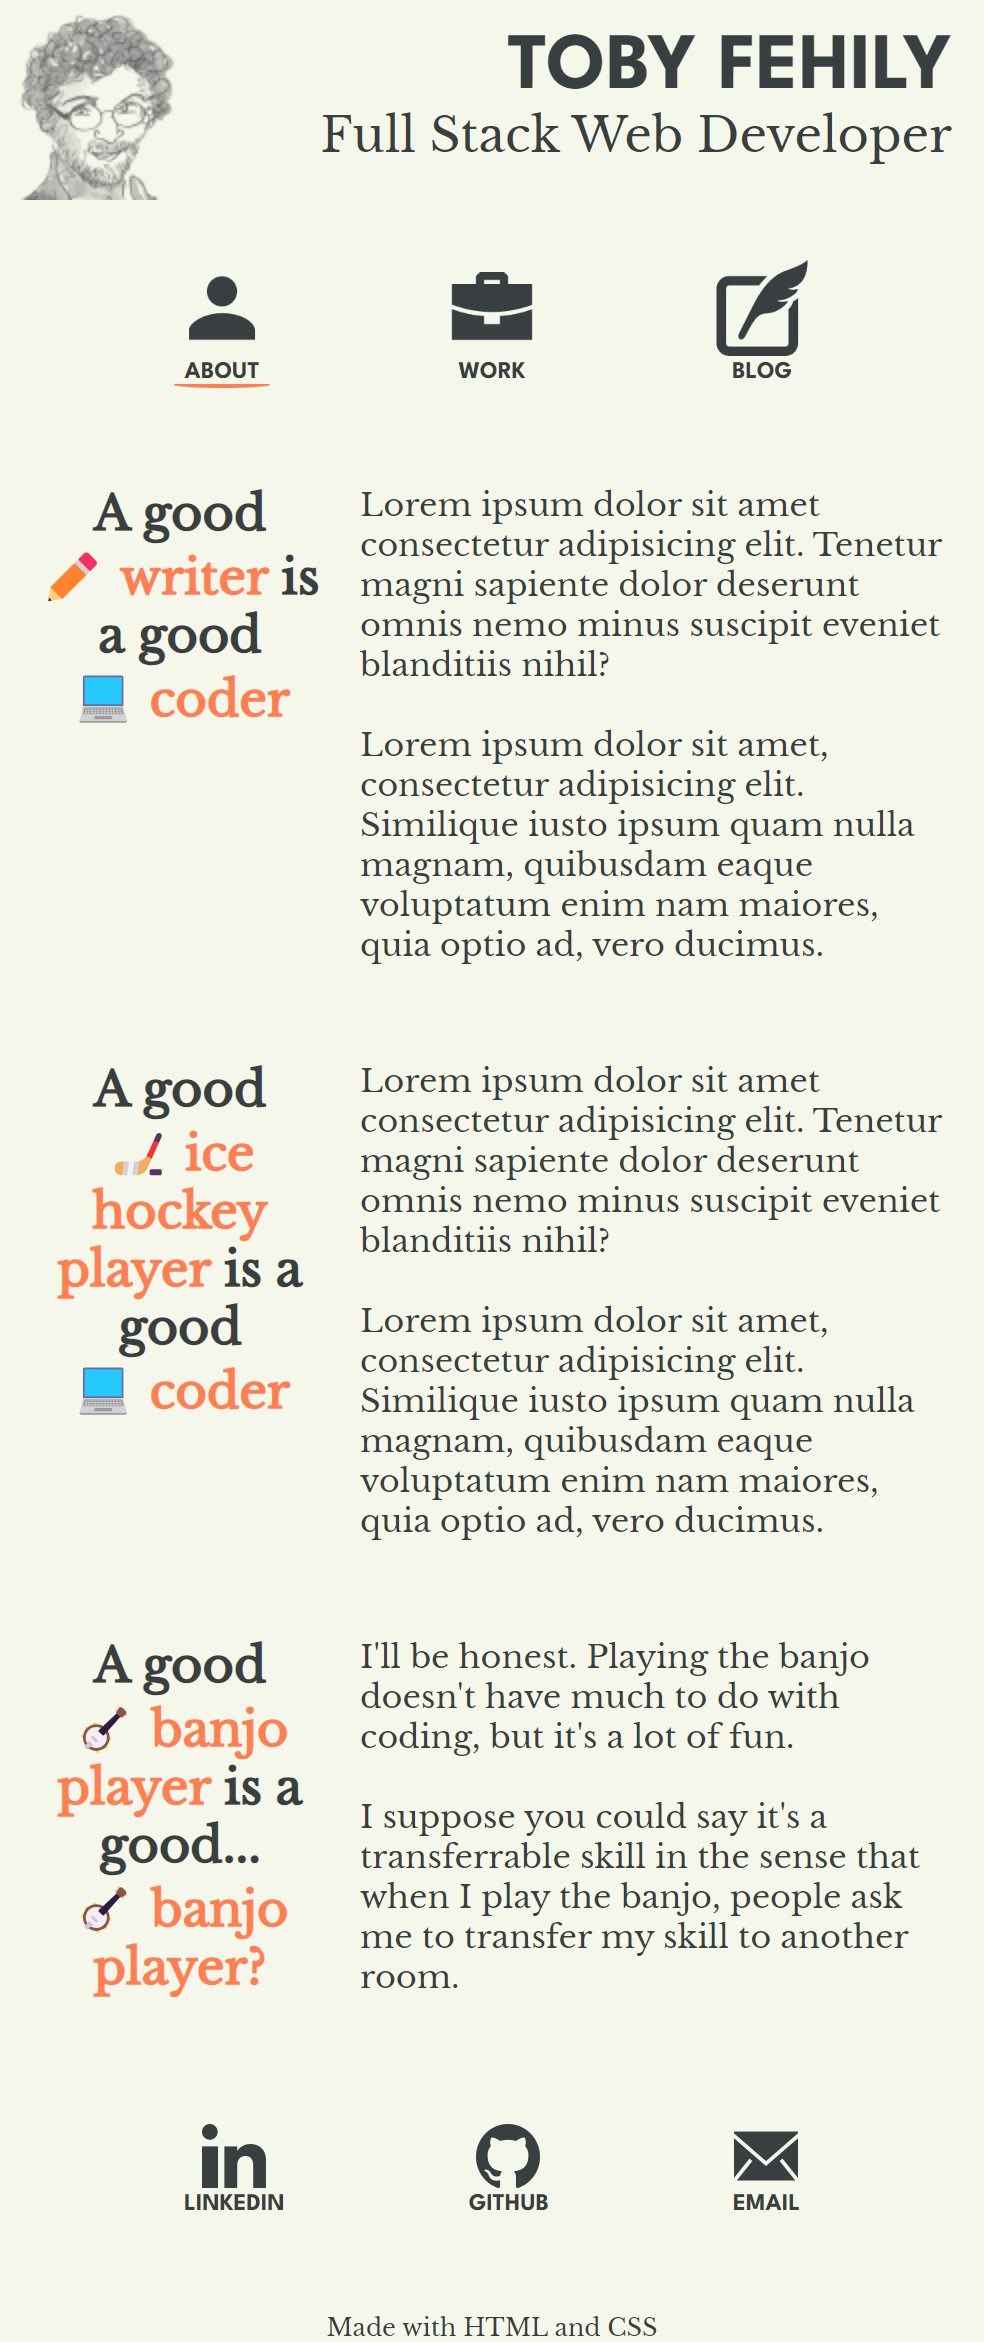 TOBY FEHILY
Full Stack Web Developer
ABOUT
WORK
BLOG
A good
writer is
a good
coder
Lorem ipsum dolor sit amet
consectetur adipisicing elit. Tenetur
magni sapiente dolor deserunt
omnis nemo minus suscipit eveniet
blanditiis nihil?
Lorem ipsum dolor sit amet,
consectetur adipisicing elit.
Similique iusto ipsum quam nulla
magnam, quibusdam eaque
voluptatum enim nam maiores,
quia optio ad, vero ducimus.
A good
ice
hockey
player is a
good
coder
Lorem ipsum dolor sit amet
consectetur adipisicing elit. Tenetur
magni sapiente dolor deserunt
omnis nemo minus suscipit eveniet
blanditiis nihil?
Lorem ipsum dolor sit amet,
consectetur adipisicing elit.
Similique iusto ipsum quam nulla
magnam, quibusdam eaque
voluptatum enim nam maiores,
quia optio ad, vero ducimus.
A good
banjo
player is a
good...
banjo
player?
I'll be honest. Playing the banjo
doesn't have much to do with
coding, but it's a lot of fun.
I suppose you could say it's a
transferrable skill in the sense that
when I play the banjo, people ask
me to transfer my skill to another
room.
LINKEDIN
GITHUB
EMAIL
Made with HTML and CSS